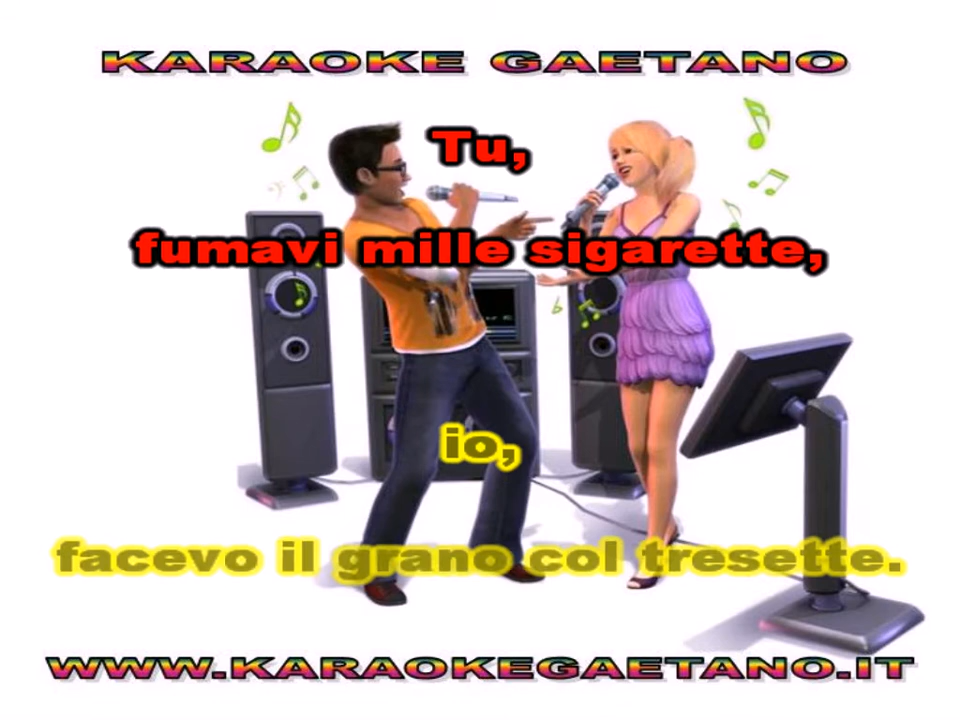 KARAOKE GAETANO
Tu,
fumavi mille sigarette,
io,
facevo il grano col tresette.
WWW.KARAOKEGAETANO.IT